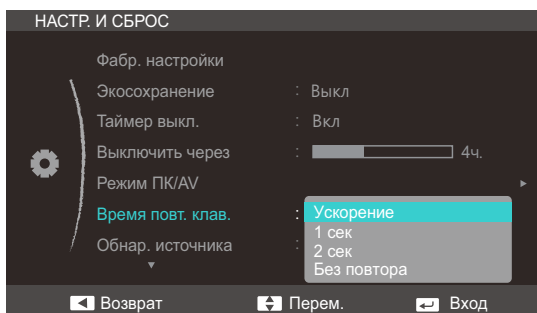 НАСТР. И СБРОС
Фабр. настройки
Экосохранение : Выкл
Таймер выкл. : Вкл
Выключить через : 4ч.
Режим ПК/AV
Время повт. клав. : Ускорение
1 сек
Обнар. источника : 2 сек
Без повтора
Возврат Перем. Вход